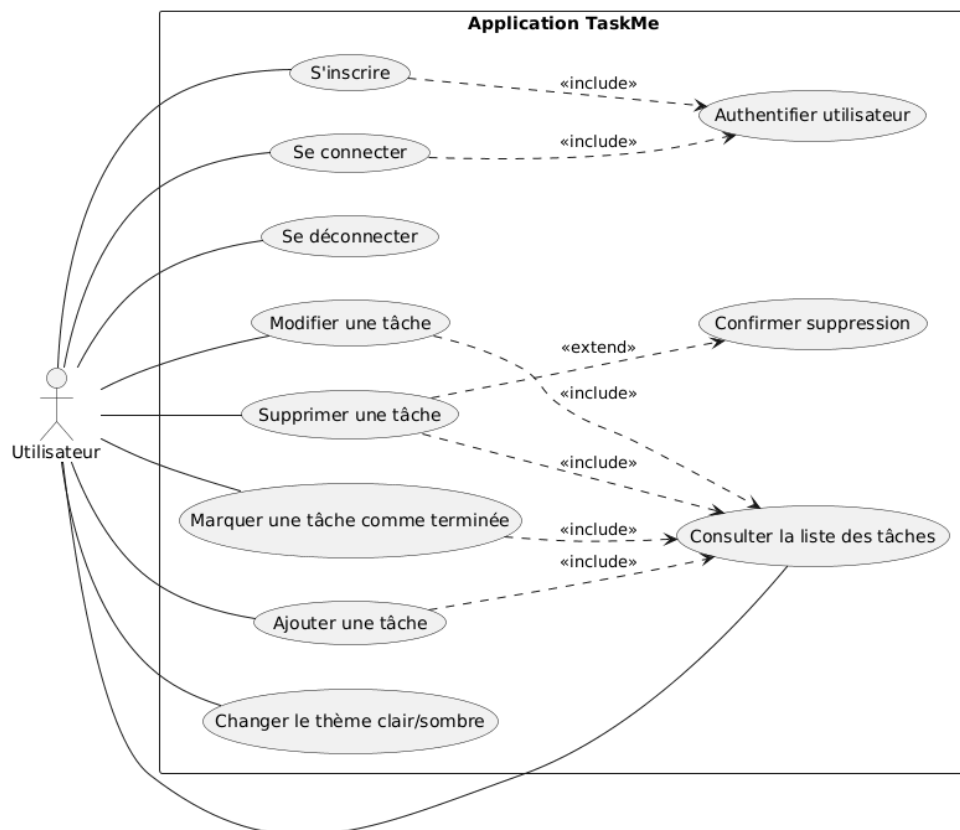 Application TaskMe
S'inscrire
«include»
Authentifier utilisateur
Se connecter
«include»
Se déconnecter
Modifier une tâche
Confirmer suppression
«extend»
«include»
Supprimer une tâche
Utilisateur
«include»
Marquer une tâche comme terminée
«include»
Consulter la liste des tâches
«include»
Ajouter une tâche
Changer le thème clair/sombre